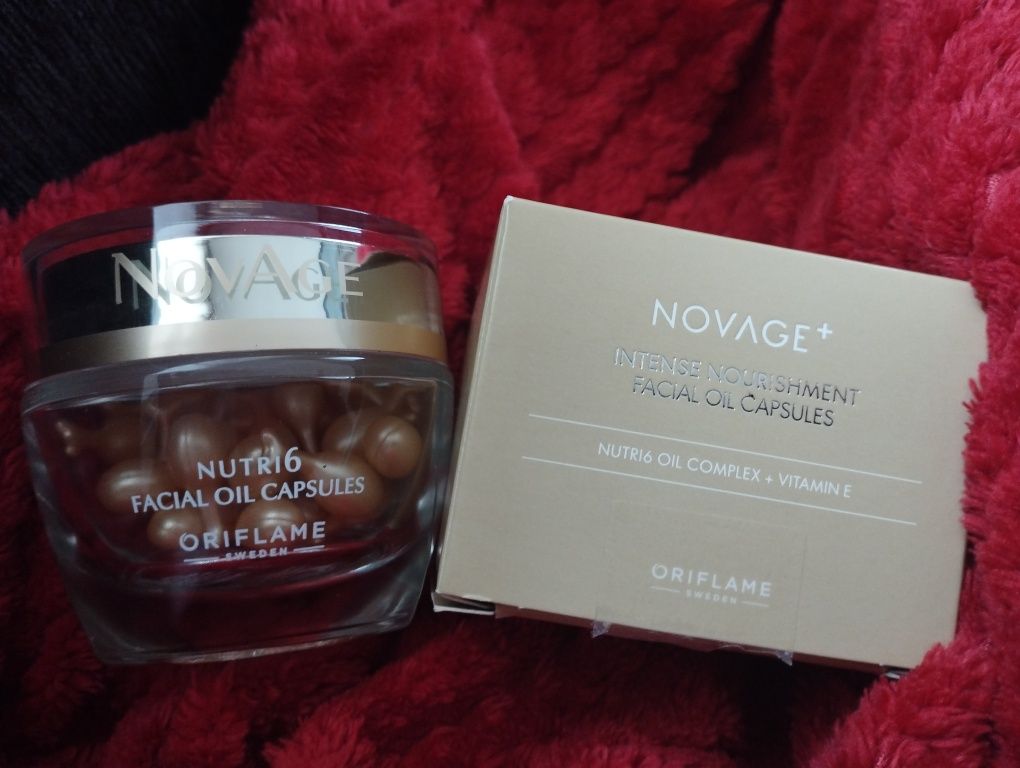 NOVAGE
NUTRI6
FACIAL OIL CAPSULES
ORIFLAME
SWEDEN
NOVAGE+
INTENSE NOURISHMENT
FACIAL OIL CAPSULES
NUTRI6 OIL COMPLEX + VITAMIN E
ORIFLAME
SWEDEN